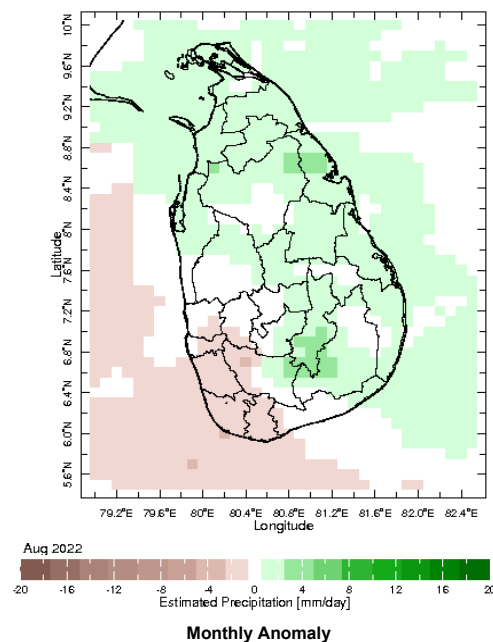 10°N
9.6°N
9.2°N
8.8°N
8.4°N
8°N
7.6°N
7.2°N
6.8°N
6.4°N
6.0°N
5.6°N
Latitude
79.2°E 79.6°E 80°E 80.4°E 80.8°E 81.2°E 81.6°E 82°E 82.4°E
Longitude
Aug 2022
-20 -16 -12 -8 -4 0 4 8 12 16 20
Estimated Precipitation [mm/day]
Monthly Anomaly